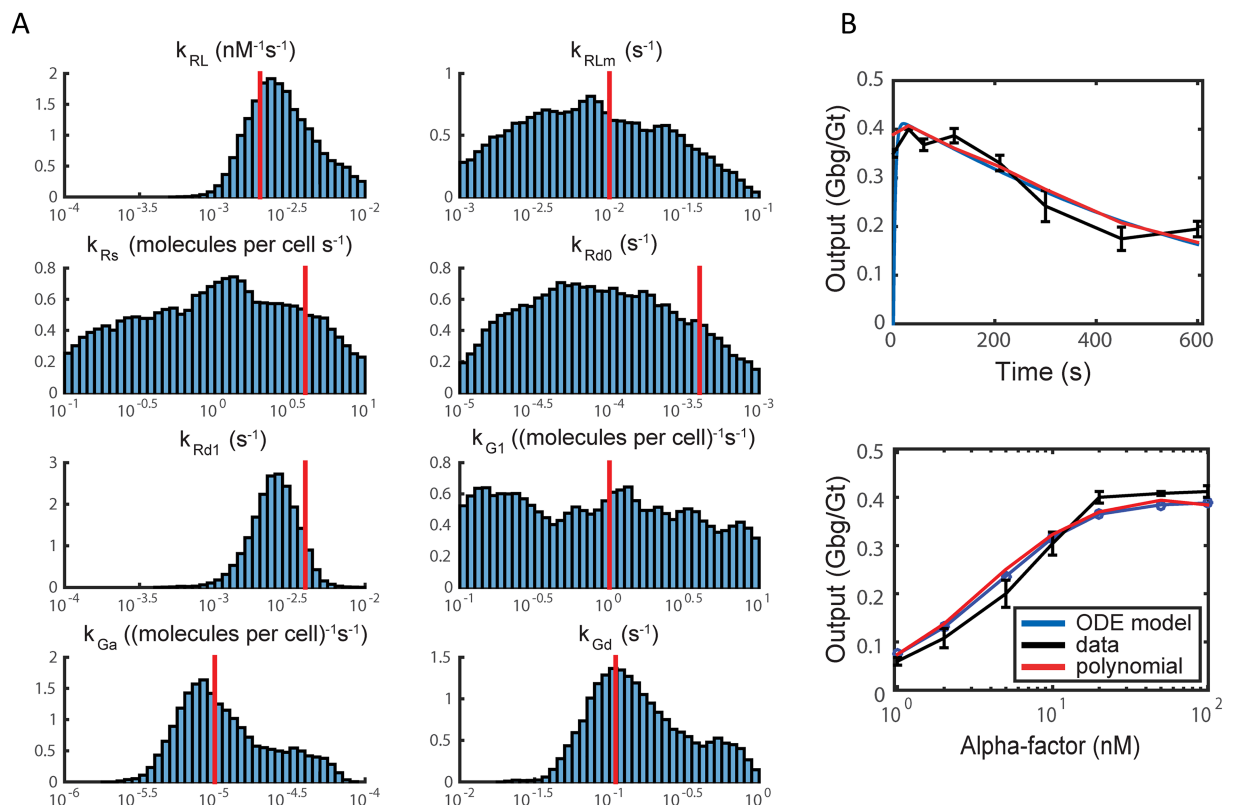 A
B
k_RL (nM^-1 s^-1)
2
1.5
1
0.5
0
10^-4 10^-3.5 10^-3 10^-2.5 10^-2
k_RLm (s^-1)
1
0.5
0
10^-3 10^-2.5 10^-2 10^-1.5 10^-1
k_Rs (molecules per cell s^-1)
0.8
0.6
0.4
0.2
0
10^-1 10^-0.5 10^0 10^0.5 10^1
k_Rd0 (s^-1)
0.8
0.6
0.4
0.2
0
10^-5 10^-4.5 10^-4 10^-3.5 10^-3
k_Rd1 (s^-1)
3
2
1
0
10^-4 10^-3.5 10^-3 10^-2.5 10^-2
k_G1 ((molecules per cell)^-1 s^-1)
0.8
0.6
0.4
0.2
0
10^-1 10^-0.5 10^0 10^0.5 10^1
k_Ga ((molecules per cell)^-1 s^-1)
2
1.5
1
0.5
0
10^-6 10^-5.5 10^-5 10^-4.5 10^-4
k_Gd (s^-1)
1.5
1
0.5
0
10^-2 10^-1.5 10^-1 10^-0.5 10^0
Output (Gbg/Gt)
0.5
0.4
0.3
0.2
0.1
0
0 200 400 600
Time (s)
Output (Gbg/Gt)
0.5
0.4
0.3
0.2
0.1
0
ODE model
data
polynomial
10^0 10^1 10^2
Alpha-factor (nM)